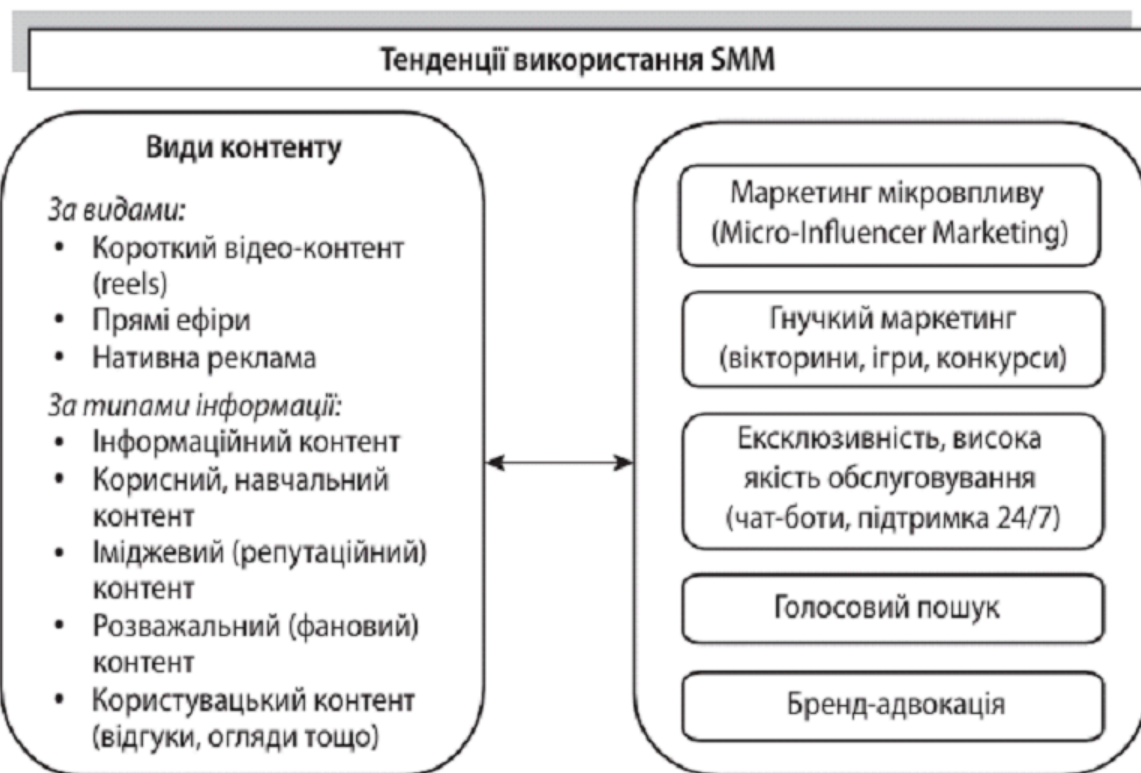 Тенденції використання SMM
Види контенту
За видами:
• Короткий відео-контент
(reels)
• Прямі ефіри
• Нативна реклама
За типами інформації:
• Інформаційний контент
• Корисний, навчальний
контент
• Іміджевий (репутаційний)
контент
• Розважальний (фановий)
контент
• Користувацький контент
(відгуки, огляди тощо)
Маркетинг мікровпливу
(Micro-Influencer Marketing)
Гнучкий маркетинг
(вікторини, ігри, конкурси)
Ексклюзивність, висока
якість обслуговування
(чат-боти, підтримка 24/7)
Голосовий пошук
Бренд-адвокація